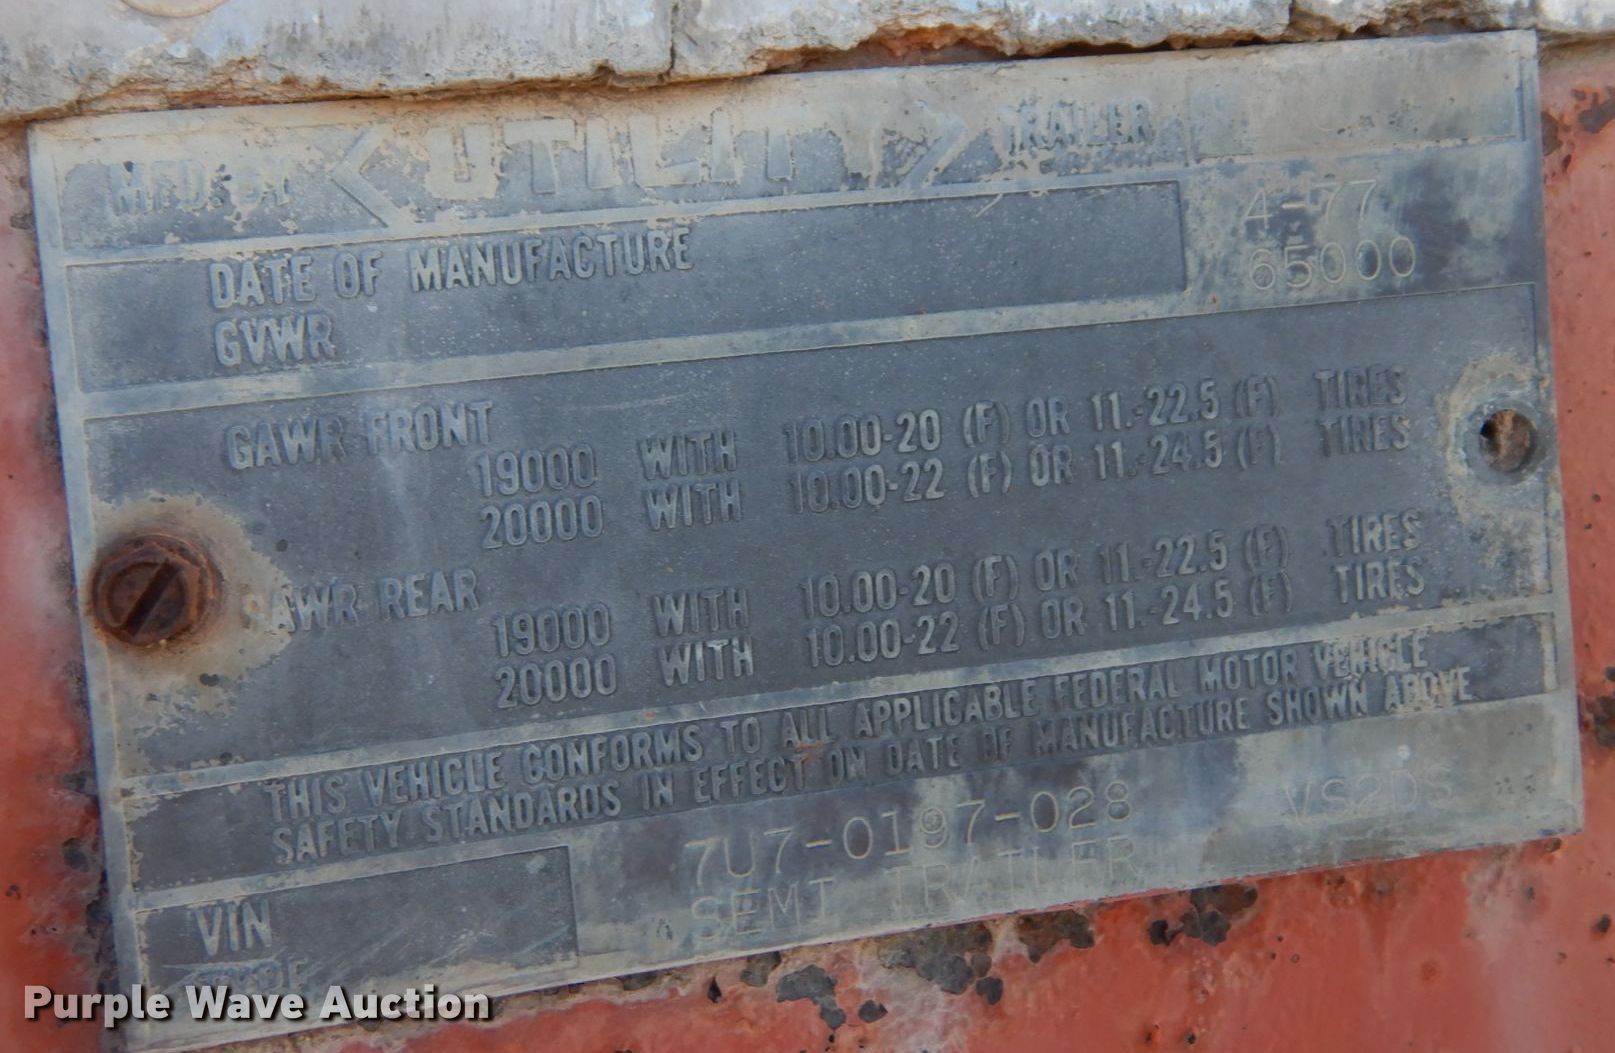 MFD. BY UTILITY TRAILER
DATE OF MANUFACTURE 4-77
GVWR 65000
GAWR FRONT
19000 WITH 10.00-20 (F) OR 11.-22.5 (F) TIRES
20000 WITH 10.00-22 (F) OR 11.-24.5 (F) TIRES
GAWR REAR
19000 WITH 10.00-20 (F) OR 11.-22.5 (F) TIRES
20000 WITH 10.00-22 (F) OR 11.-24.5 (F) TIRES
THIS VEHICLE CONFORMS TO ALL APPLICABLE FEDERAL MOTOR VEHICLE
SAFETY STANDARDS IN EFFECT ON DATE OF MANUFACTURE SHOWN ABOVE
VIN 7U7-0197-028 VS2DS
TYPE SEMI TRAILER
Purple Wave Auction